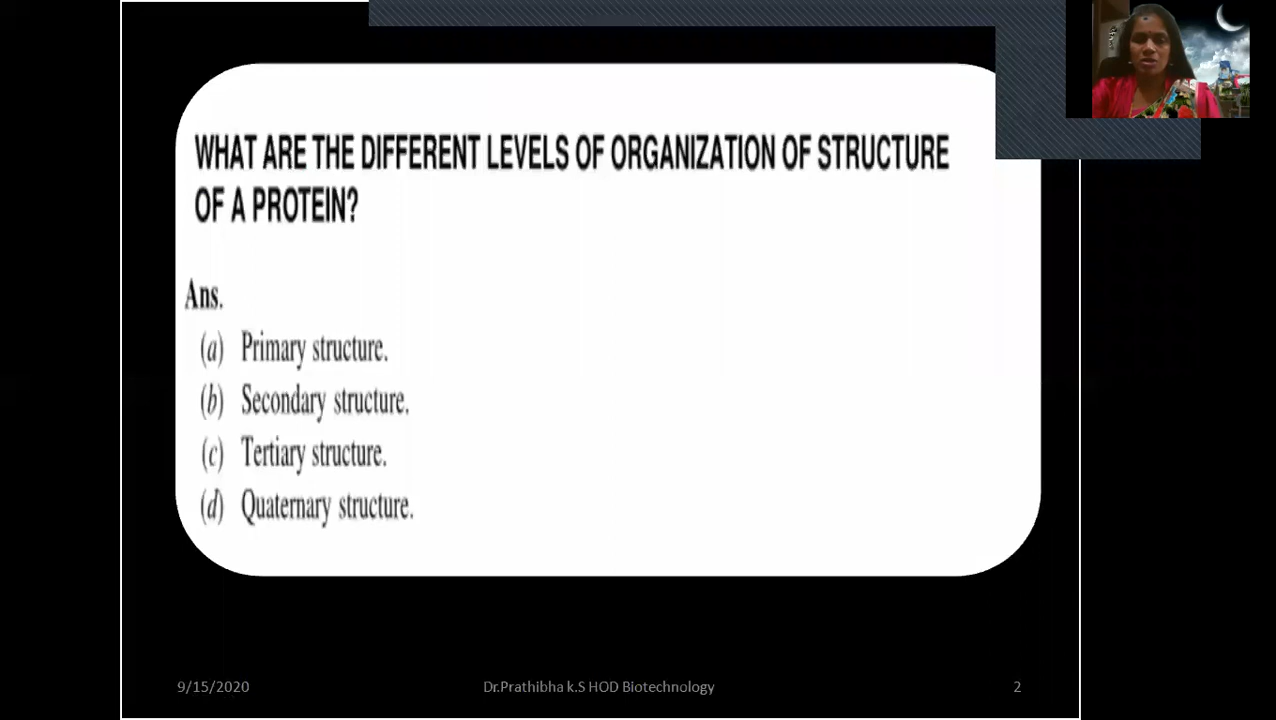 WHAT ARE THE DIFFERENT LEVELS OF ORGANIZATION OF STRUCTURE
OF A PROTEIN?
Ans.
(a) Primary structure.
(b) Secondary structure.
(c) Tertiary structure.
(d) Quaternary structure.
9/15/2020 Dr.Prathibha k.S HOD Biotechnology 2